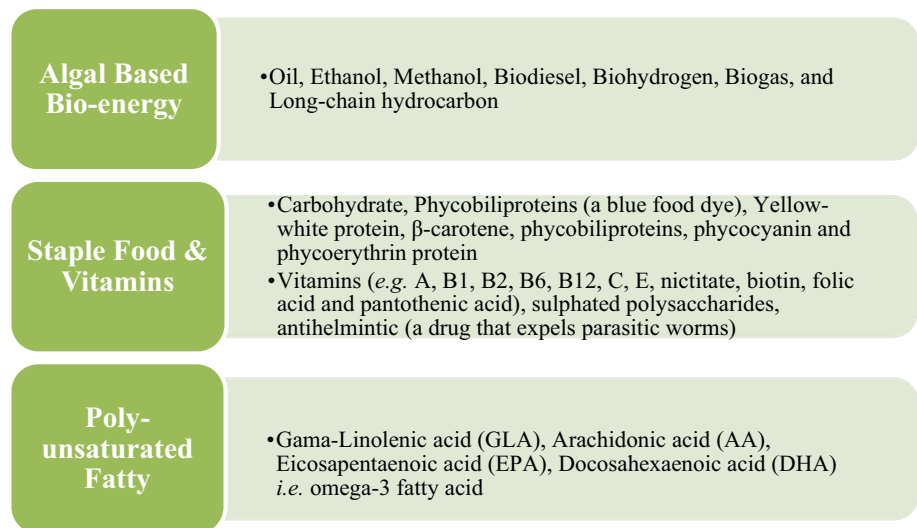 Algal Based
Bio-energy
•Oil, Ethanol, Methanol, Biodiesel, Biohydrogen, Biogas, and
Long-chain hydrocarbon
Staple Food &
Vitamins
•Carbohydrate, Phycobiliproteins (a blue food dye), Yellow-
white protein, β-carotene, phycobiliproteins, phycocyanin and
phycoerythrin protein
•Vitamins (e.g. A, B1, B2, B6, B12, C, E, nictitate, biotin, folic
acid and pantothenic acid), sulphated polysaccharides,
antihelmintic (a drug that expels parasitic worms)
Poly-
unsaturated
Fatty
•Gama-Linolenic acid (GLA), Arachidonic acid (AA),
Eicosapentaenoic acid (EPA), Docosahexaenoic acid (DHA)
i.e. omega-3 fatty acid